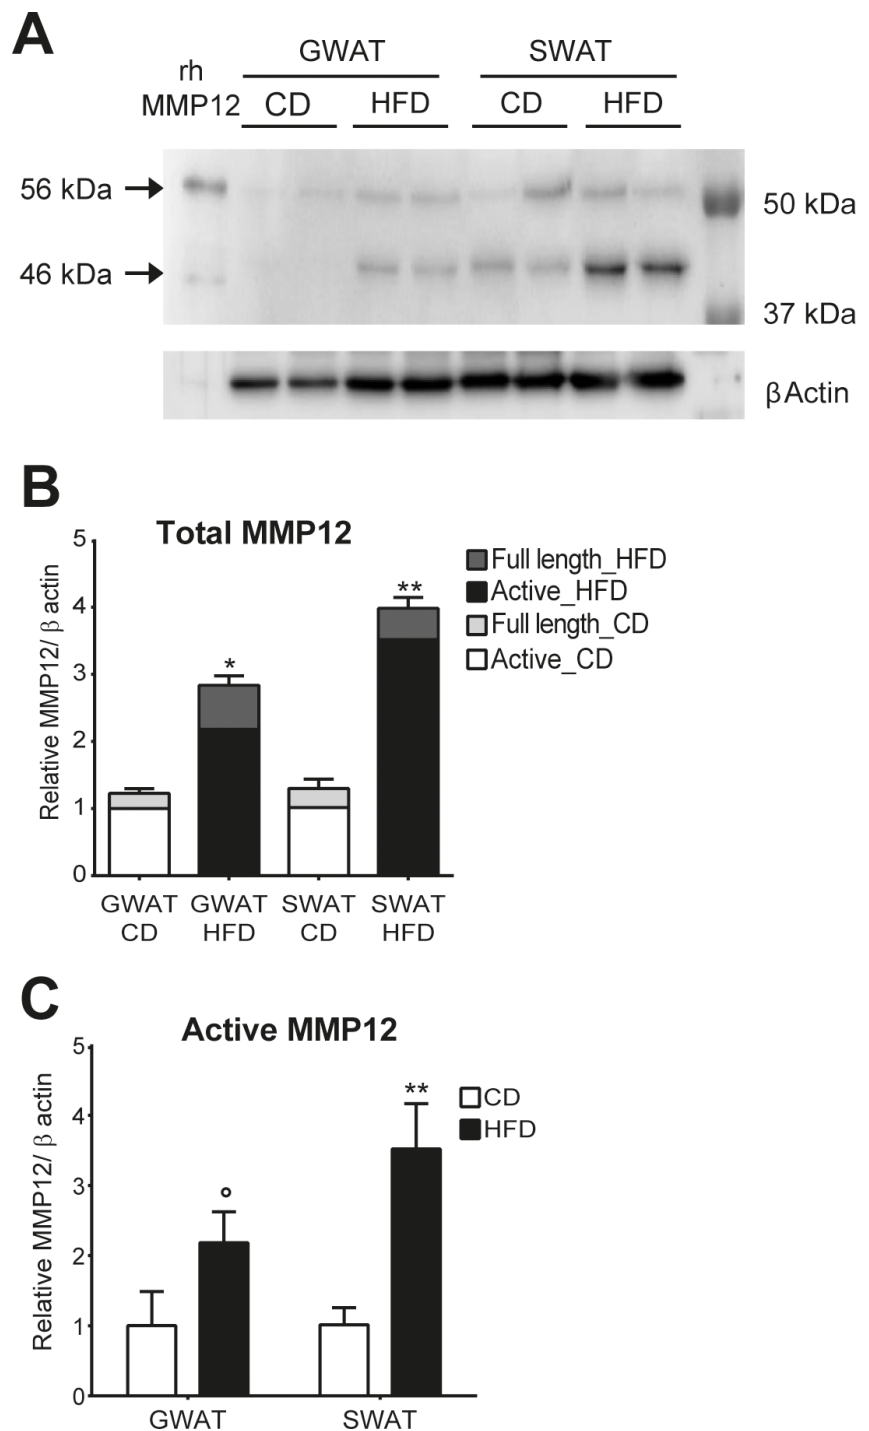 A
GWAT SWAT
rh
MMP12 CD HFD CD HFD
56 kDa
50 kDa
46 kDa
37 kDa
βActin
B
Total MMP12
Relative MMP12/ β actin
5
4
3
2
1
0
*
**
Full length_HFD
Active_HFD
Full length_CD
Active_CD
GWAT GWAT SWAT SWAT
CD HFD CD HFD
C
Active MMP12
Relative MMP12/ β actin
5
4
3
2
1
0
°
**
CD
HFD
GWAT SWAT